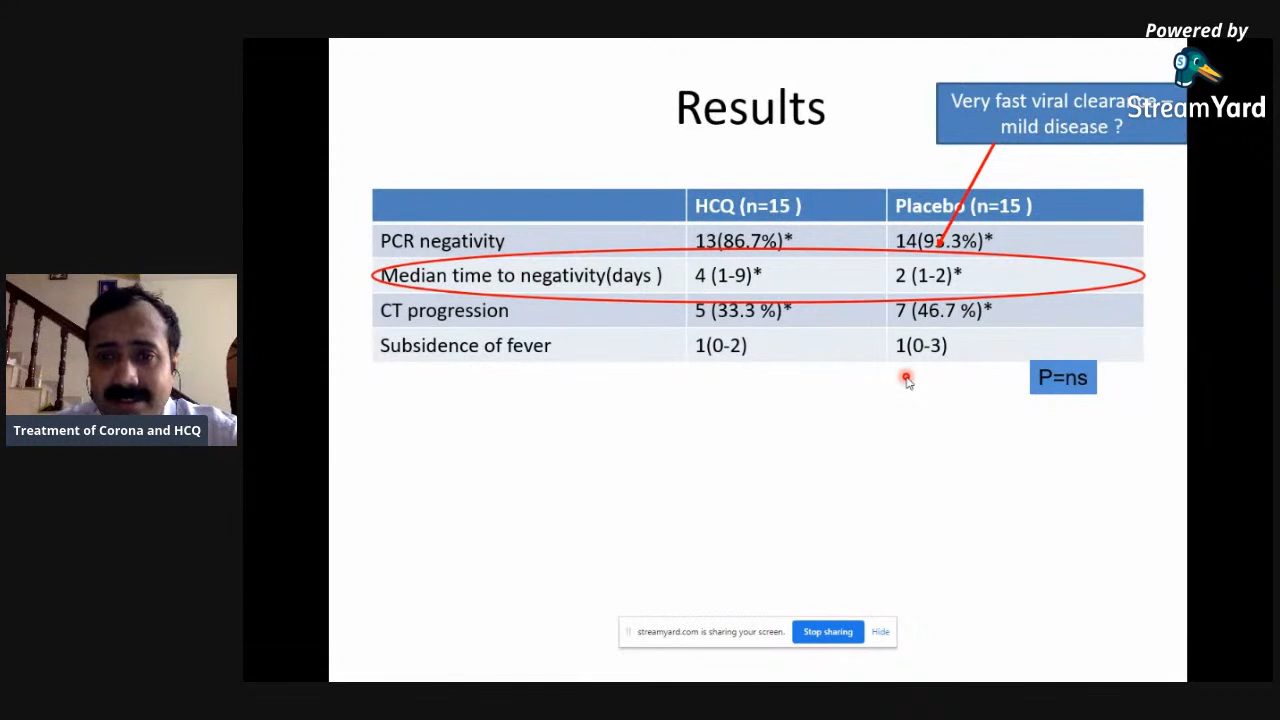 Powered by
StreamYard
Results
Very fast viral clearance –
mild disease ?
HCQ (n=15 ) Placebo (n=15 )
PCR negativity 13(86.7%)* 14(93.3%)*
Median time to negativity(days ) 4 (1-9)* 2 (1-2)*
CT progression 5 (33.3 %)* 7 (46.7 %)*
Subsidence of fever 1(0-2) 1(0-3)
P=ns
Treatment of Corona and HCQ
streamyard.com is sharing your screen. Stop sharing Hide